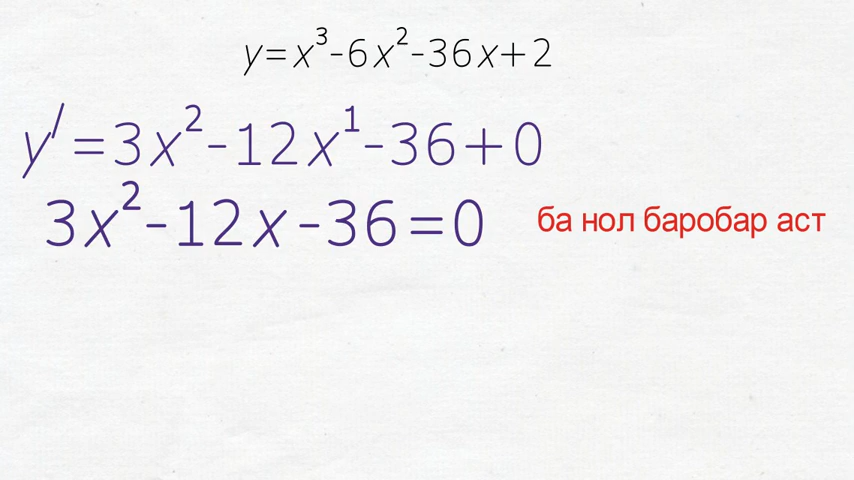 y=x³-6x²-36x+2
y′=3x²-12x¹-36+0
3x²-12x-36=0 ба нол баробар аст